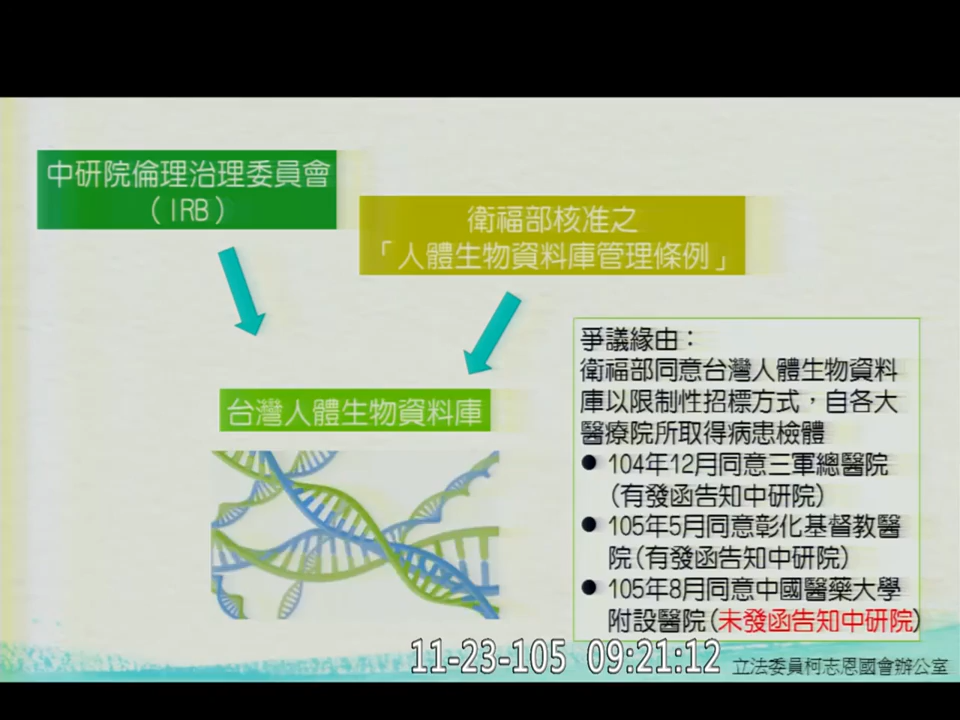 中研院倫理治理委員會
（IRB）
衛福部核准之
「人體生物資料庫管理條例」
台灣人體生物資料庫
爭議緣由：
衛福部同意台灣人體生物資料
庫以限制性招標方式，自各大
醫療院所取得病患檢體
● 104年12月同意三軍總醫院
(有發函告知中研院)
● 105年5月同意彰化基督教醫
院(有發函告知中研院)
● 105年8月同意中國醫藥大學
附設醫院(未發函告知中研院)
11-23-105 09:21:12
立法委員柯志恩國會辦公室